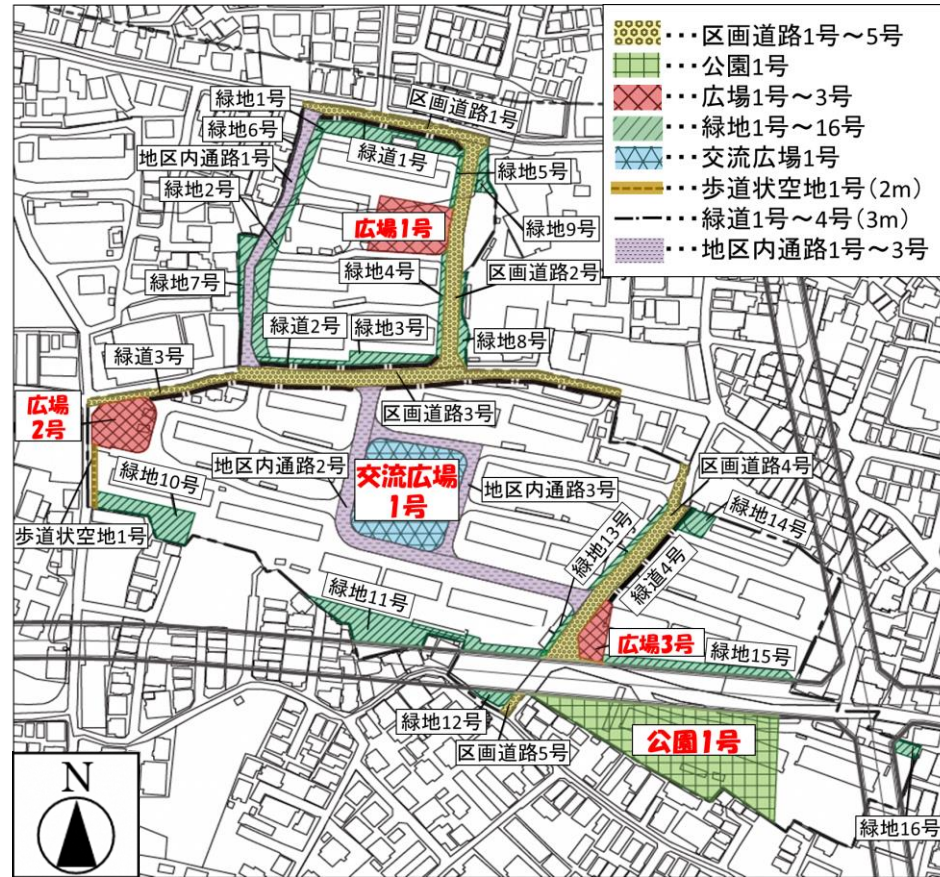 ･･･区画道路1号～5号
･･･公園1号
･･･広場1号～3号
･･･緑地1号～16号
･･･交流広場1号
･･･歩道状空地1号(2m)
･･･緑道1号～4号(3m)
･･･地区内通路1号～3号
緑地1号
区画道路1号
緑地6号
緑道1号
地区内通路1号
緑地5号
緑地2号
広場1号
緑地9号
緑地7号
緑地4号
区画道路2号
緑道2号
緑地3号
緑地8号
緑道3号
広場
2号
区画道路3号
地区内通路2号
交流広場
1号
地区内通路3号
区画道路4号
緑地10号
緑地14号
歩道状空地1号
緑地13号
緑道4号
緑地11号
広場3号
緑地15号
緑地12号
区画道路5号
公園1号
緑地16号
N